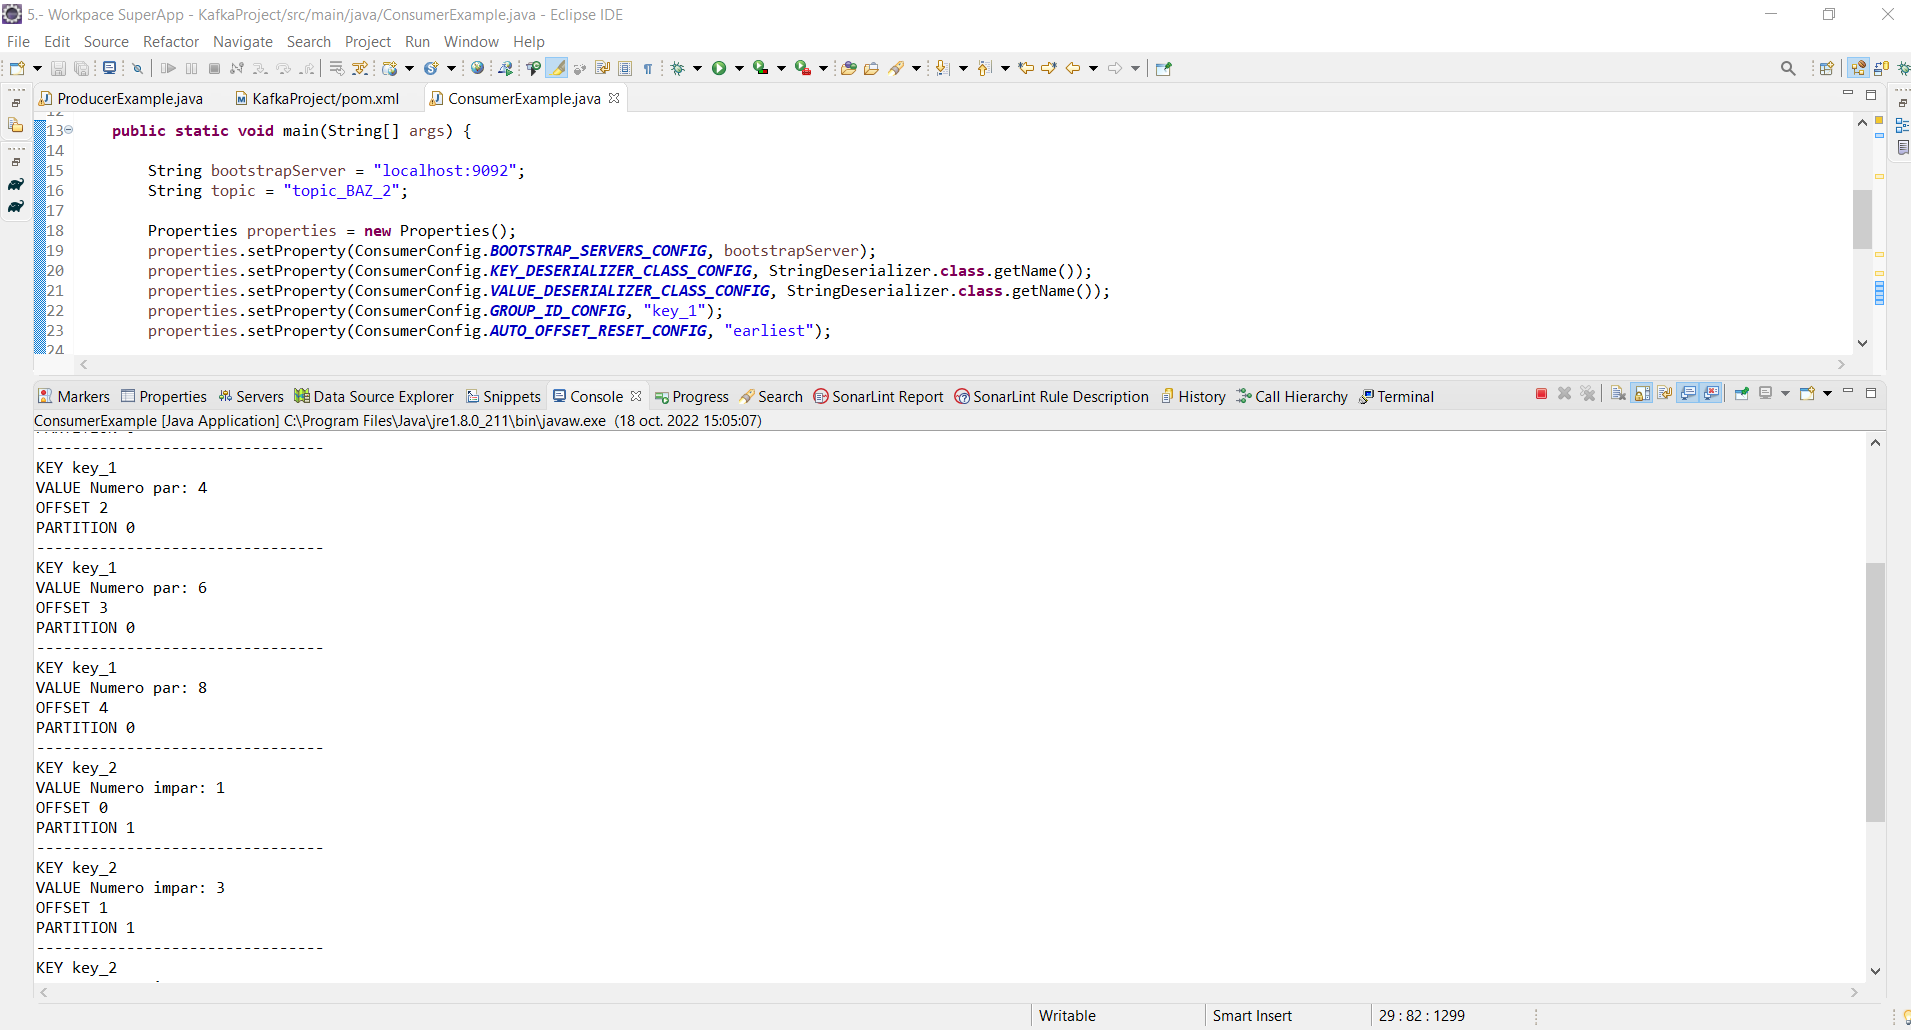 5.- Workpace SuperApp - KafkaProject/src/main/java/ConsumerExample.java - Eclipse IDE
File Edit Source Refactor Navigate Search Project Run Window Help
ProducerExample.java KafkaProject/pom.xml ConsumerExample.java
12
13 public static void main(String[] args) {
14
15 String bootstrapServer = "localhost:9092";
16 String topic = "topic_BAZ_2";
17
18 Properties properties = new Properties();
19 properties.setProperty(ConsumerConfig.BOOTSTRAP_SERVERS_CONFIG, bootstrapServer);
20 properties.setProperty(ConsumerConfig.KEY_DESERIALIZER_CLASS_CONFIG, StringDeserializer.class.getName());
21 properties.setProperty(ConsumerConfig.VALUE_DESERIALIZER_CLASS_CONFIG, StringDeserializer.class.getName());
22 properties.setProperty(ConsumerConfig.GROUP_ID_CONFIG, "key_1");
23 properties.setProperty(ConsumerConfig.AUTO_OFFSET_RESET_CONFIG, "earliest");
24
Markers Properties Servers Data Source Explorer Snippets Console Progress Search SonarLint Report SonarLint Rule Description History Call Hierarchy Terminal
ConsumerExample [Java Application] C:\Program Files\Java\jre1.8.0_211\bin\javaw.exe (18 oct. 2022 15:05:07)
--------------------------------
KEY key_1
VALUE Numero par: 4
OFFSET 2
PARTITION 0
--------------------------------
KEY key_1
VALUE Numero par: 6
OFFSET 3
PARTITION 0
--------------------------------
KEY key_1
VALUE Numero par: 8
OFFSET 4
PARTITION 0
--------------------------------
KEY key_2
VALUE Numero impar: 1
OFFSET 0
PARTITION 1
--------------------------------
KEY key_2
VALUE Numero impar: 3
OFFSET 1
PARTITION 1
--------------------------------
KEY key_2
Writable Smart Insert 29 : 82 : 1299